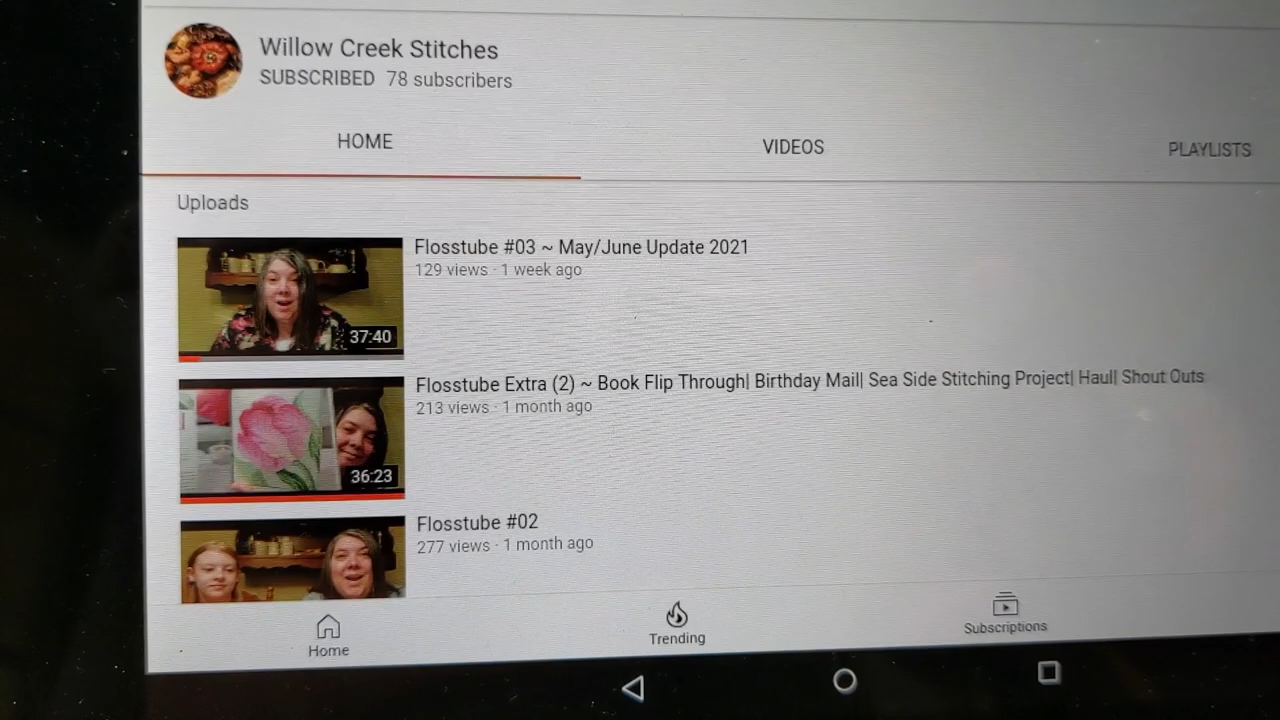 Willow Creek Stitches
SUBSCRIBED 78 subscribers
HOME VIDEOS PLAYLISTS
Uploads
Flosstube #03 ~ May/June Update 2021
129 views · 1 week ago
37:40
Flosstube Extra (2) ~ Book Flip Through| Birthday Mail| Sea Side Stitching Project| Haul| Shout Outs
213 views · 1 month ago
36:23
Flosstube #02
277 views · 1 month ago
Home Trending Subscriptions